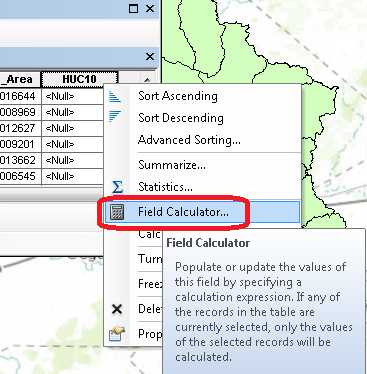 _Area HUC10
016644 <Null>
008969 <Null>
012627 <Null>
009201 <Null>
013662 <Null>
006545 <Null>
Sort Ascending
Sort Descending
Advanced Sorting...
Summarize...
Σ Statistics...
Field Calculator...
Calc
Turn
Freez
Delet
Prop
Field Calculator
Populate or update the values of
this field by specifying a
calculation expression. If any of
the records in the table are
currently selected, only the values
of the selected records will be
calculated.